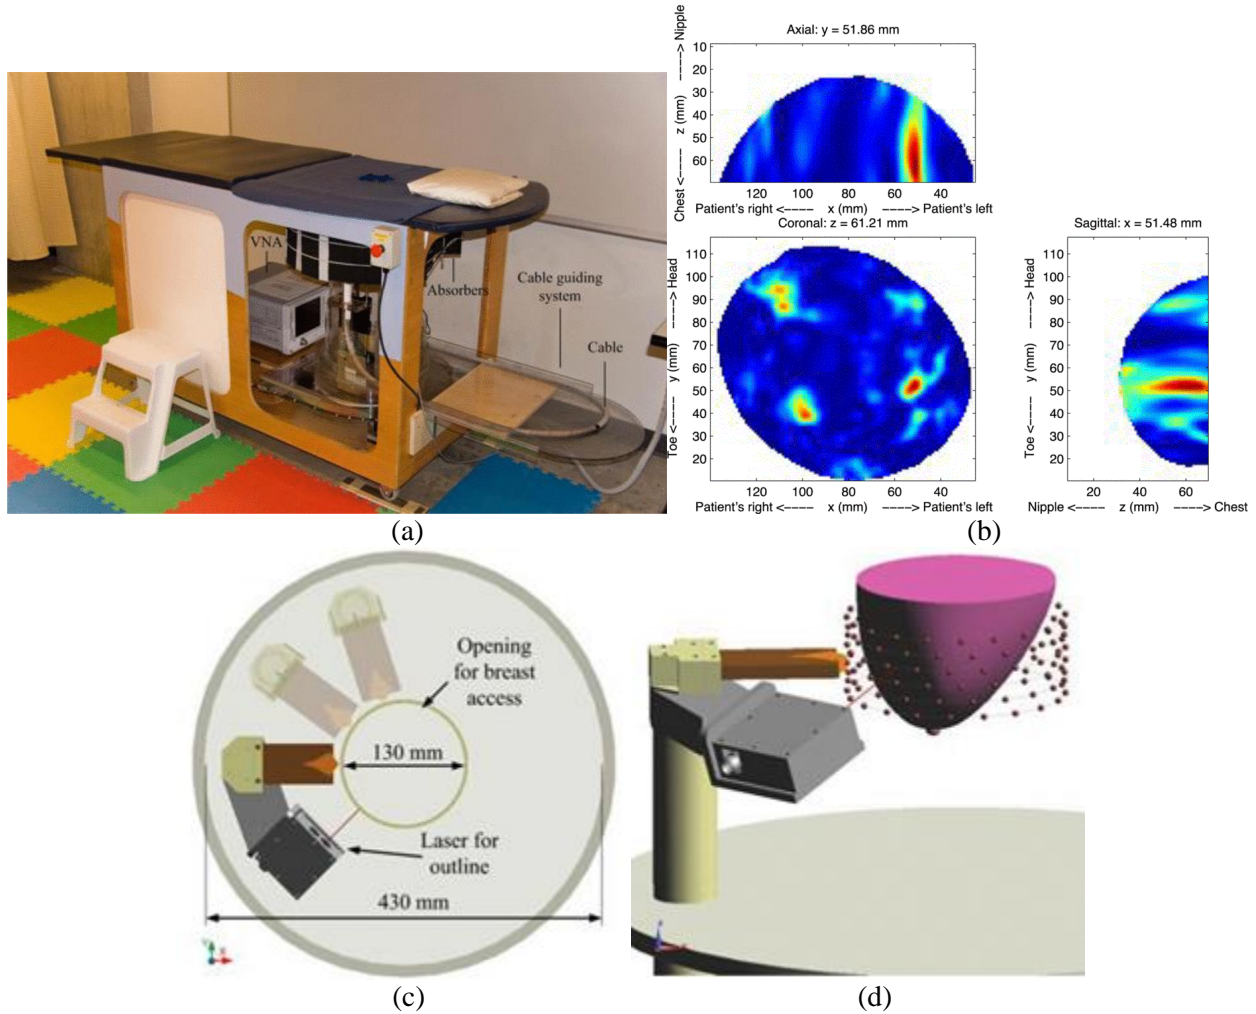 VNA
Absorbers
Cable guiding
system
Cable
(a)
Axial: y = 51.86 mm
Chest <---- z (mm) ----> Nipple
10
20
30
40
50
60
120 100 80 60 40
Patient's right <---- x (mm) ----> Patient's left
Coronal: z = 61.21 mm
Toe <---- y (mm) ----> Head
110
100
90
80
70
60
50
40
30
20
120 100 80 60 40
Patient's right <---- x (mm) ----> Patient's left
Sagittal: x = 51.48 mm
Toe <---- y (mm) ----> Head
110
100
90
80
70
60
50
40
30
20
20 40 60
Nipple <---- z (mm) ----> Chest
(b)
Opening
for breast
access
130 mm
Laser for
outline
430 mm
(c)
(d)